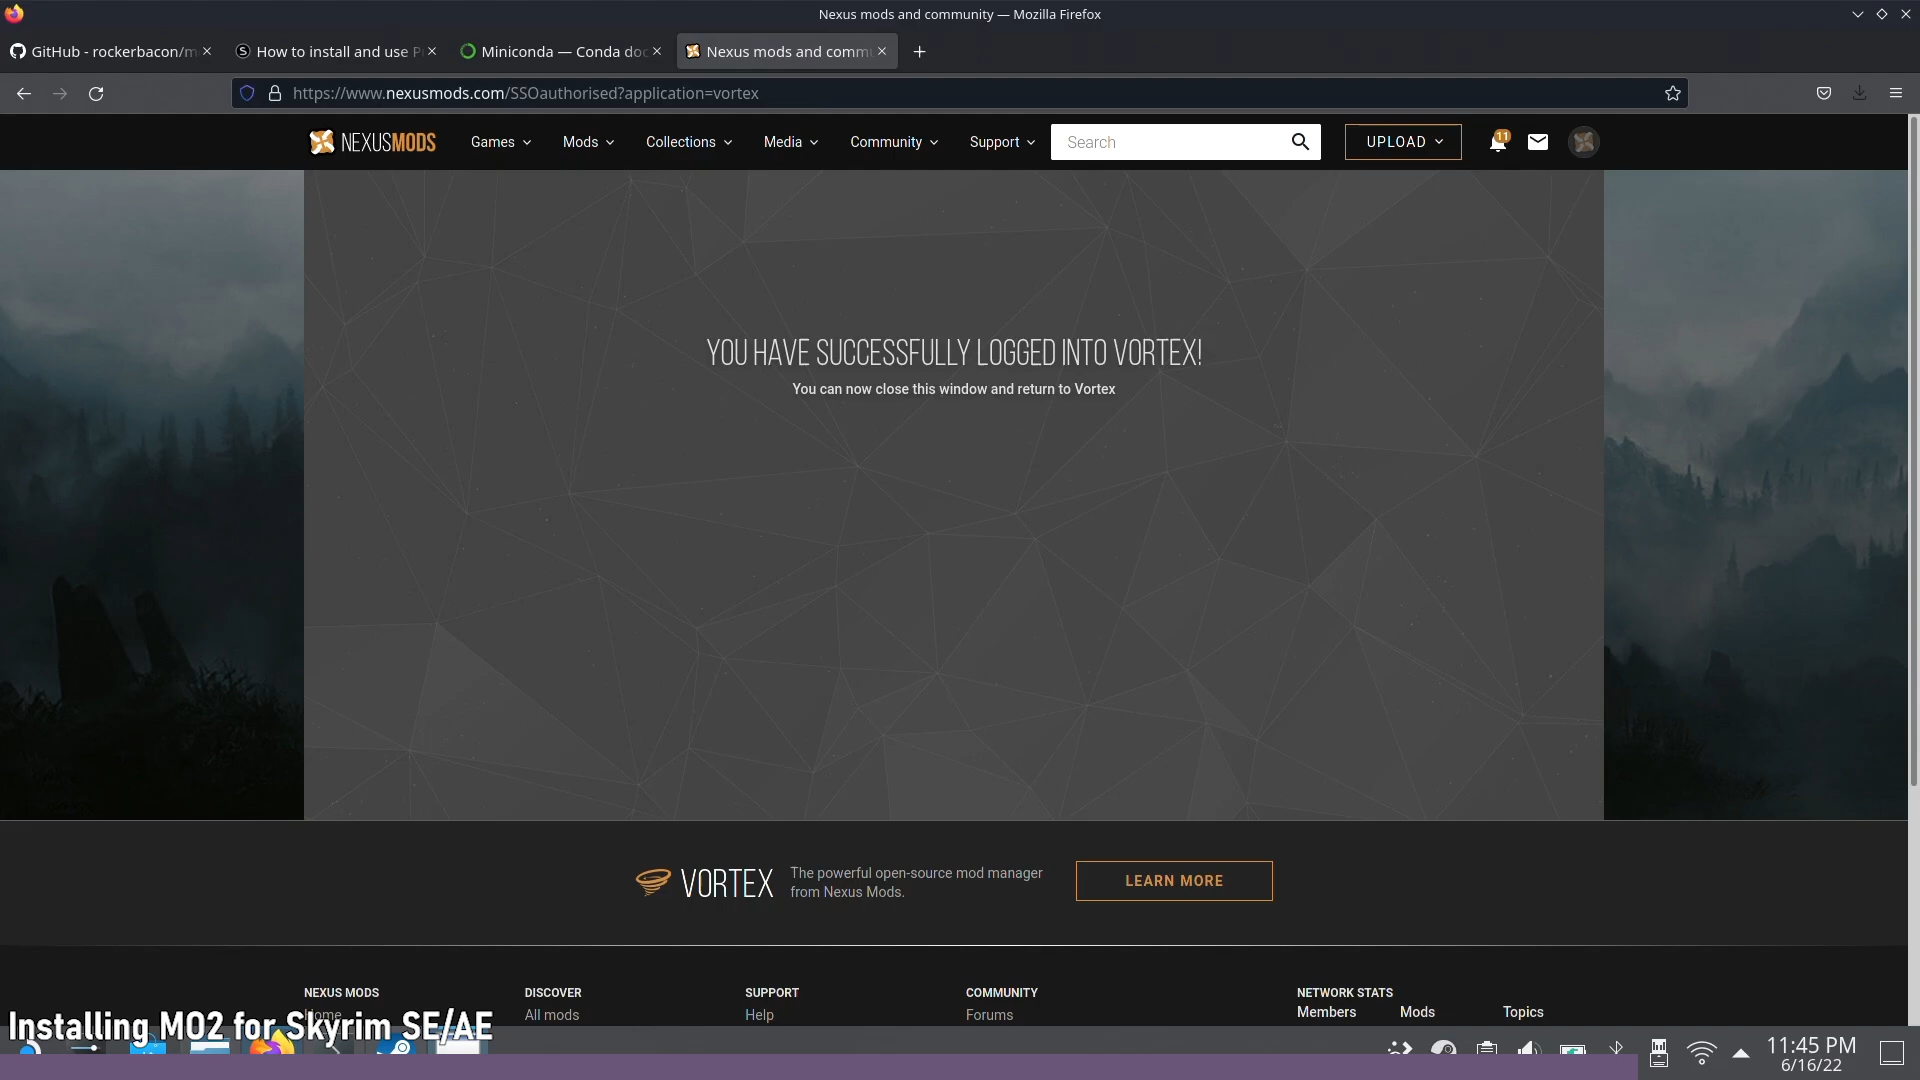 Nexus mods and community — Mozilla Firefox
GitHub - rockerbacon/m
How to install and use P
Miniconda — Conda doc
Nexus mods and commu
https://www.nexusmods.com/SSOauthorised?application=vortex
NEXUSMODS
Games
Mods
Collections
Media
Community
Support
Search
UPLOAD
11
YOU HAVE SUCCESSFULLY LOGGED INTO VORTEX!
You can now close this window and return to Vortex
VORTEX
The powerful open-source mod manager
from Nexus Mods.
LEARN MORE
NEXUS MODS
DISCOVER
SUPPORT
COMMUNITY
NETWORK STATS
Home
All mods
Help
Forums
Members
Mods
Topics
Installing MO2 for Skyrim SE/AE
11:45 PM
6/16/22